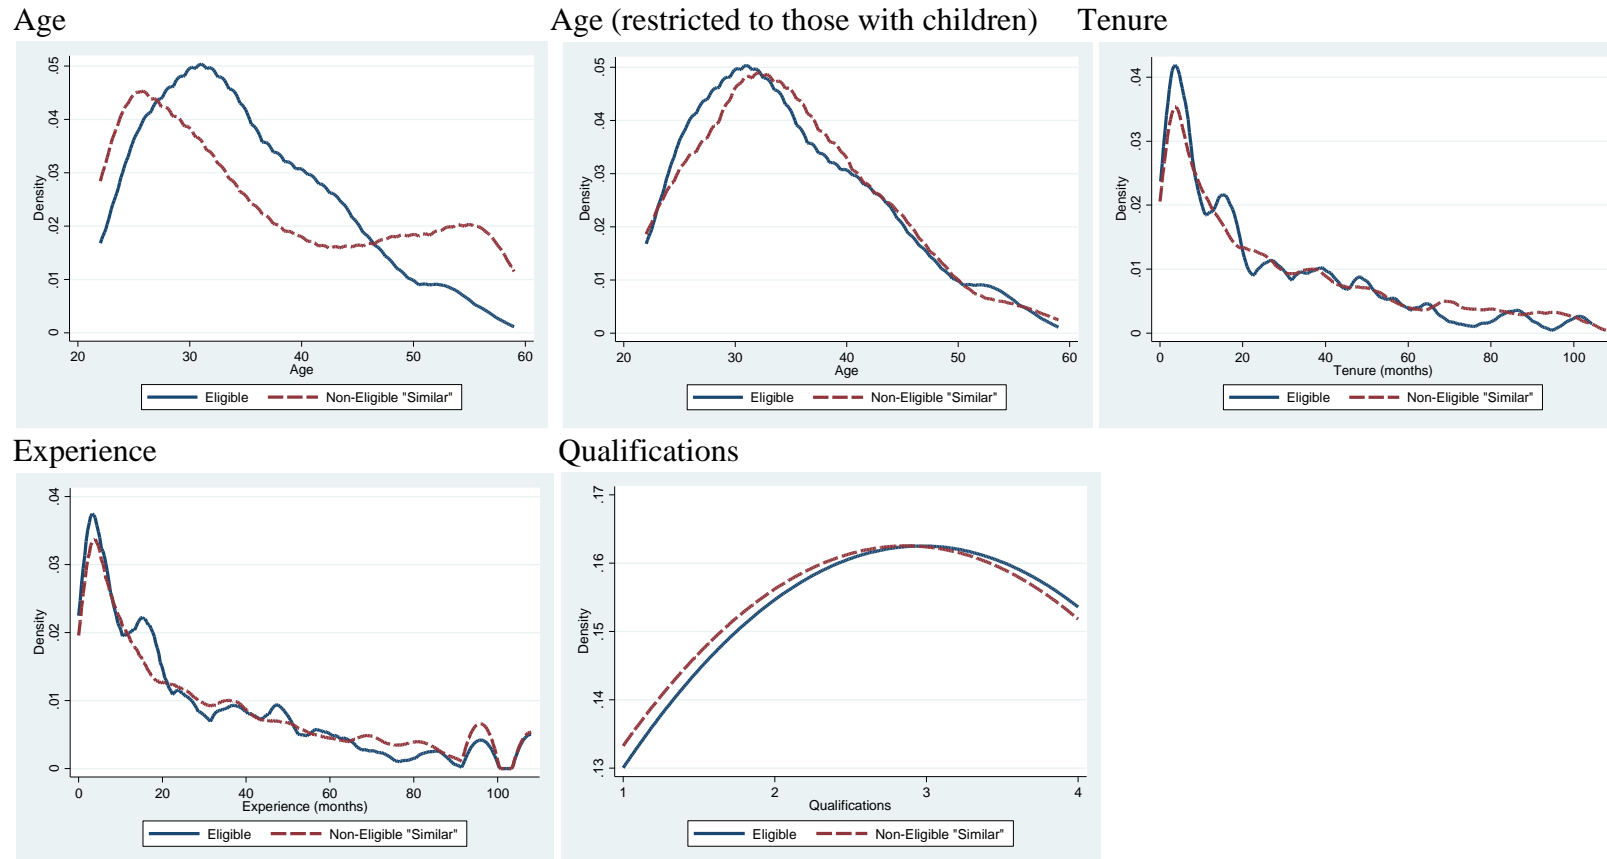 Age
.05
.04
.03
.02
.01
0
Density
20 30 40 50 60
Age
Eligible Non-Eligible "Similar"
Age (restricted to those with children)
.05
.04
.03
.02
.01
0
Density
20 30 40 50 60
Age
Eligible Non-Eligible "Similar"
Tenure
.04
.03
.02
.01
0
Density
0 20 40 60 80 100
Tenure (months)
Eligible Non-Eligible "Similar"
Experience
.04
.03
.02
.01
0
Density
0 20 40 60 80 100
Experience (months)
Eligible Non-Eligible "Similar"
Qualifications
.17
.16
.15
.14
.13
Density
1 2 3 4
Qualifications
Eligible Non-Eligible "Similar"